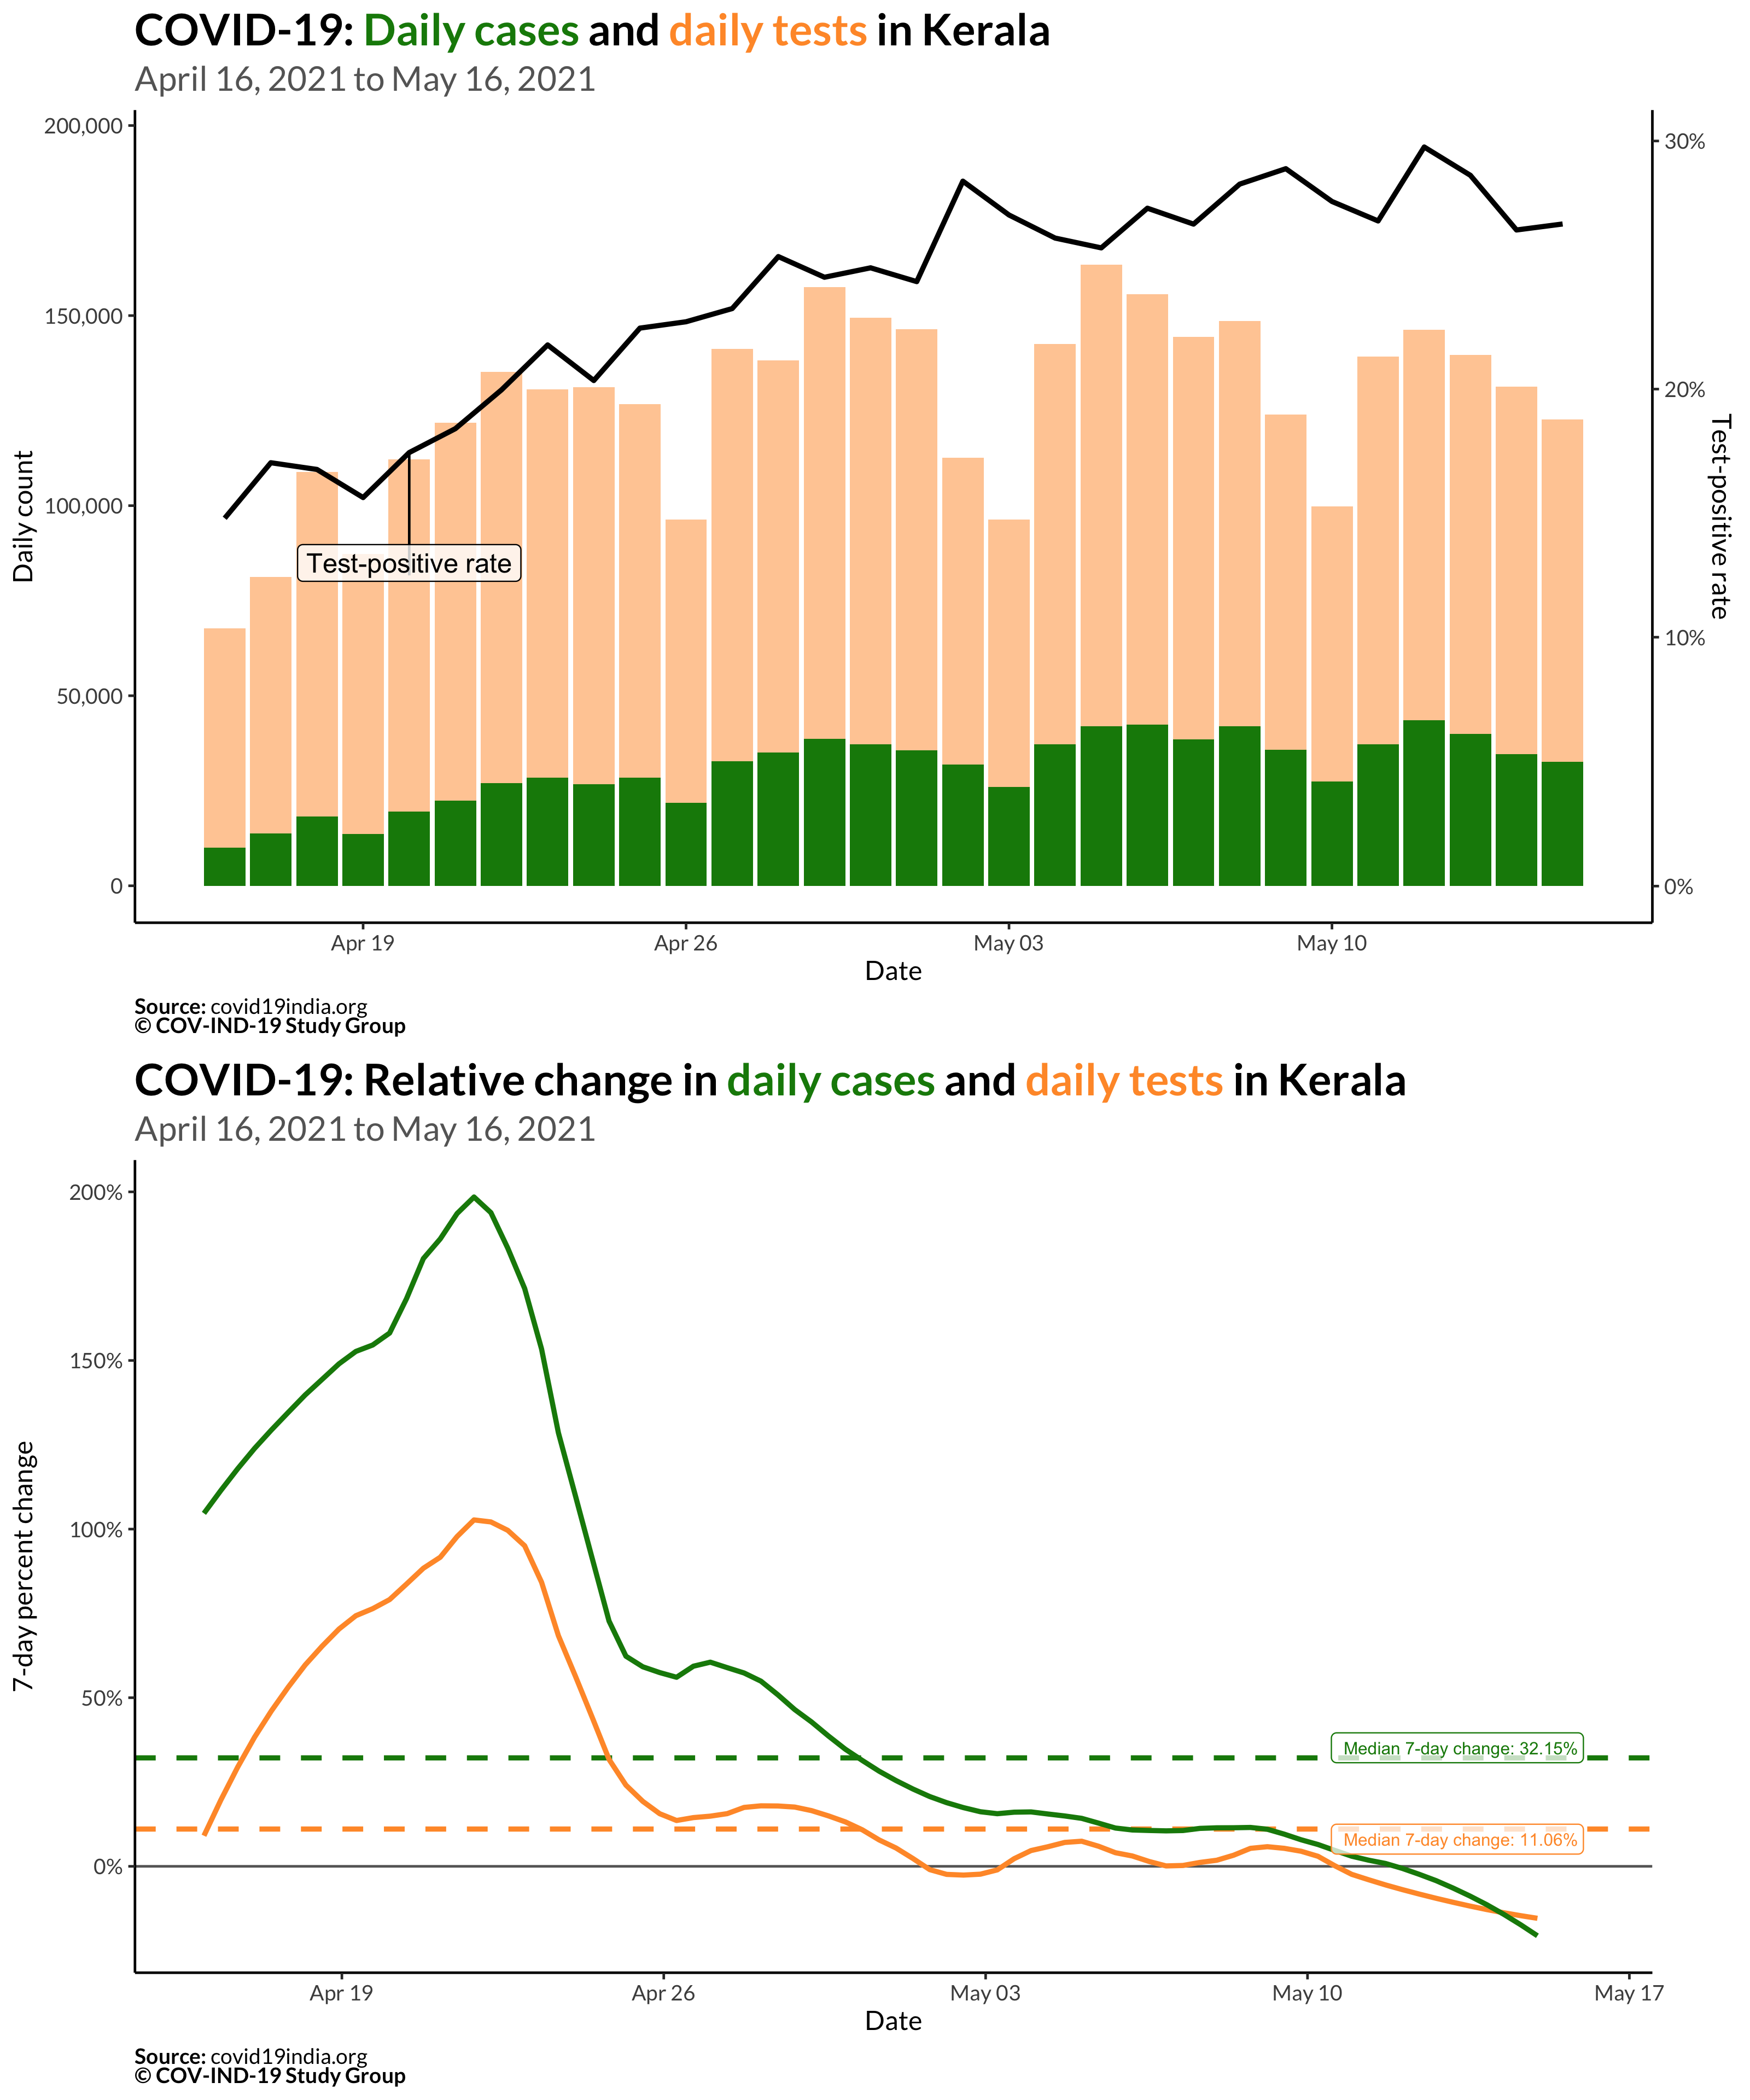 COVID-19: Daily cases and daily tests in Kerala
April 16, 2021 to May 16, 2021
200,000
150,000
100,000
50,000
0
Daily count
30%
20%
10%
0%
Test-positive rate
Test-positive rate
Apr 19
Apr 26
May 03
May 10
Date
Source: covid19india.org
© COV-IND-19 Study Group
COVID-19: Relative change in daily cases and daily tests in Kerala
April 16, 2021 to May 16, 2021
200%
150%
100%
50%
0%
7-day percent change
Median 7-day change: 32.15%
Median 7-day change: 11.06%
Apr 19
Apr 26
May 03
May 10
May 17
Date
Source: covid19india.org
© COV-IND-19 Study Group